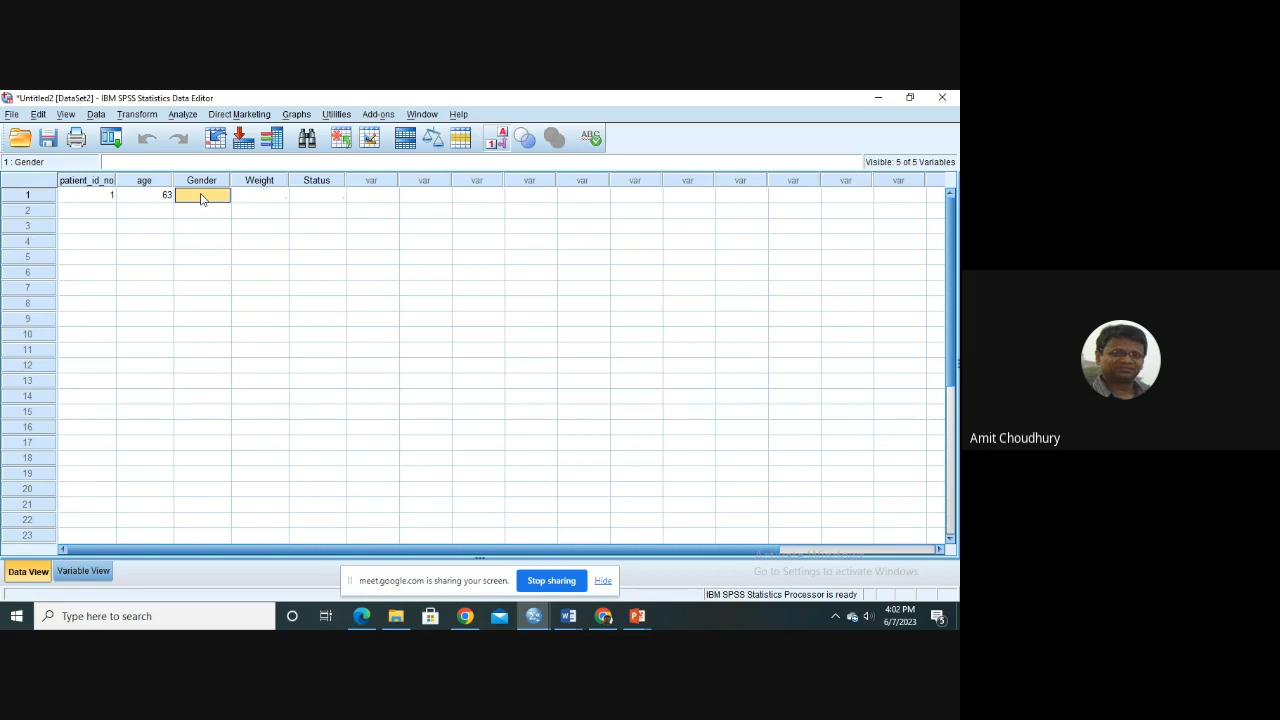 *Untitled2 [DataSet2] - IBM SPSS Statistics Data Editor
File Edit View Data Transform Analyze Direct Marketing Graphs Utilities Add-ons Window Help
1 : Gender Visible: 5 of 5 Variables
patient_id_no age Gender Weight Status var var var var var var var var var var var
1 1 63 . .
2
3
4
5
6
7
8
9
10
11
12
13
14
15
16
17
18
19
20
21
22
23
Amit Choudhury
Data View Variable View
Go to Settings to activate Windows.
meet.google.com is sharing your screen. Stop sharing Hide
IBM SPSS Statistics Processor is ready
Type here to search
4:02 PM
6/7/2023
5